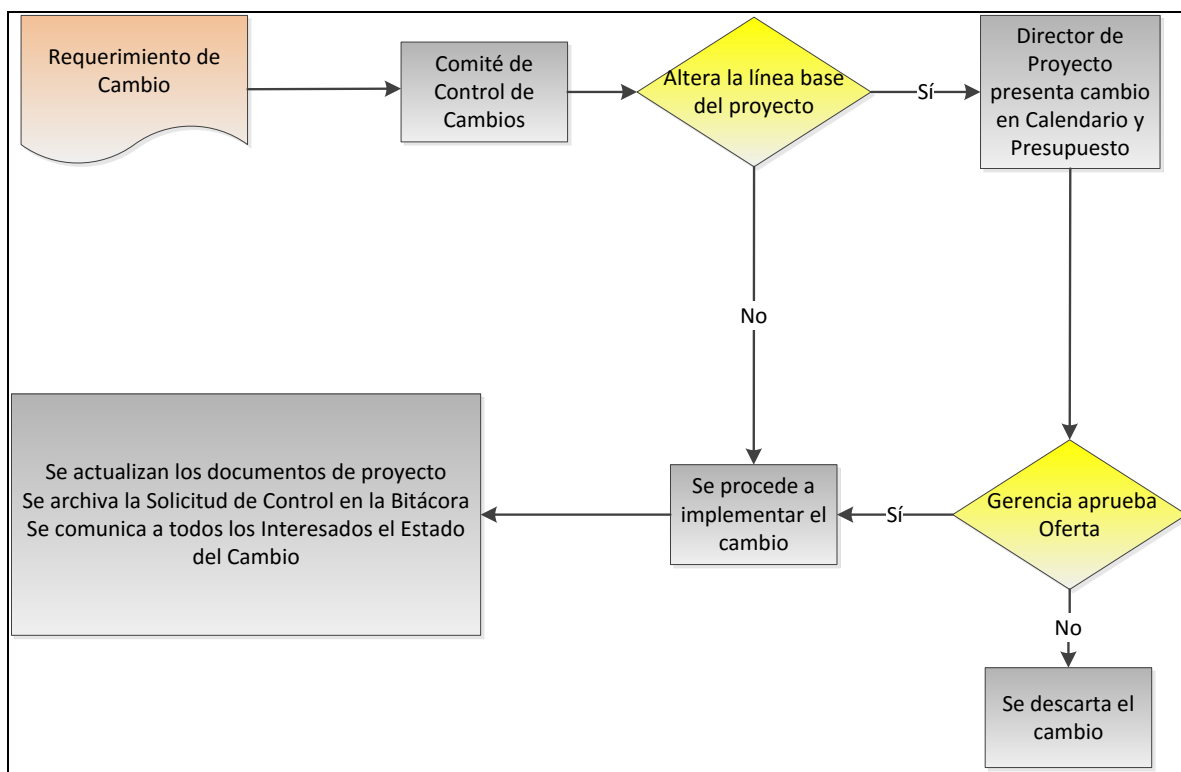 Requerimiento de
Cambio
Comité de
Control de
Cambios
Altera la línea base
del proyecto
Sí
Director de
Proyecto
presenta cambio
en Calendario y
Presupuesto
No
Se actualizan los documentos de proyecto
Se archiva la Solicitud de Control en la Bitácora
Se comunica a todos los Interesados el Estado
del Cambio
Se procede a
implementar el
cambio
Sí
Gerencia aprueba
Oferta
No
Se descarta el
cambio